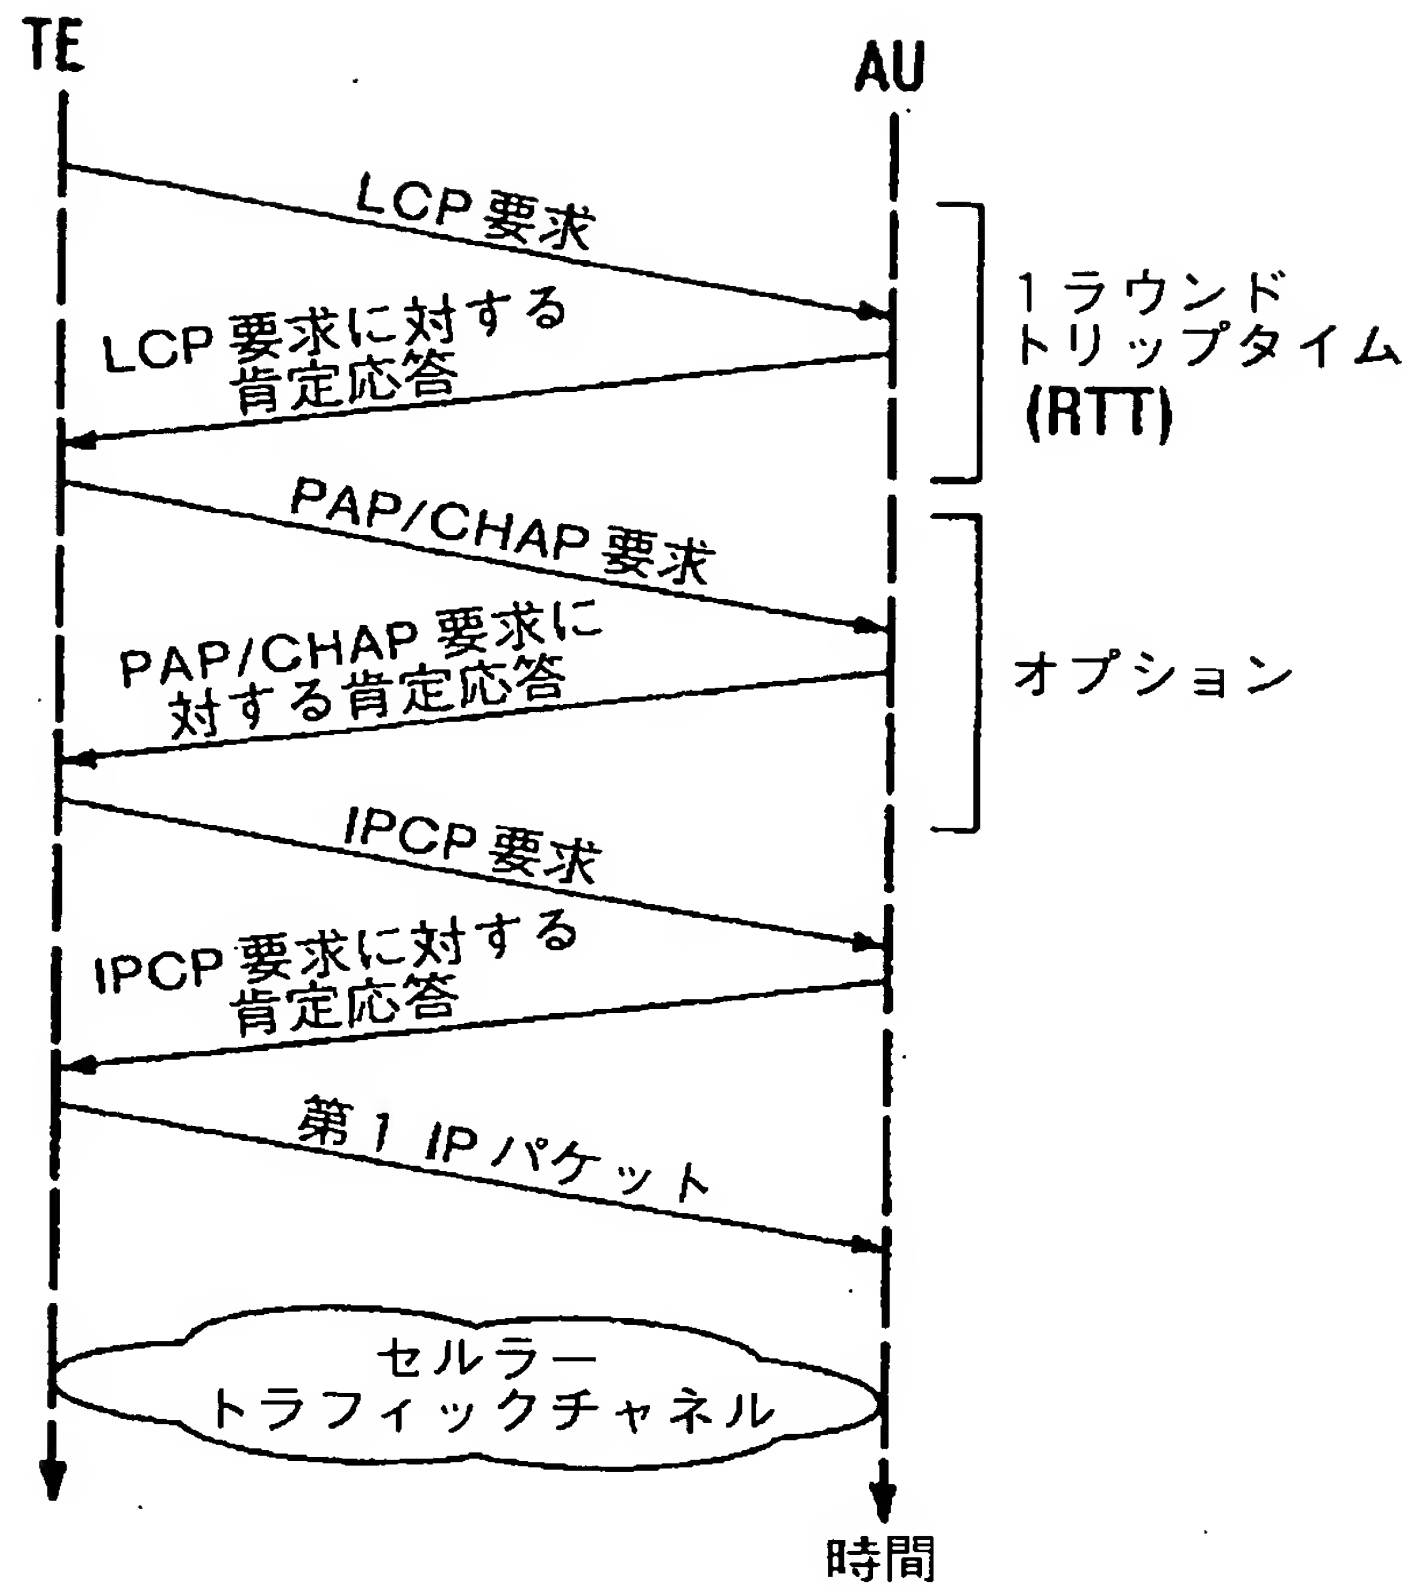 TE
AU
LCP 要求
1 ラウンド
トリップタイム
(RTT)
LCP 要求に対する
肯定応答
PAP/CHAP 要求
PAP/CHAP 要求に
対する肯定応答
オプション
IPCP 要求
IPCP 要求に対する
肯定応答
第 1 IP パケット
セルラー
トラフィックチャネル
時間